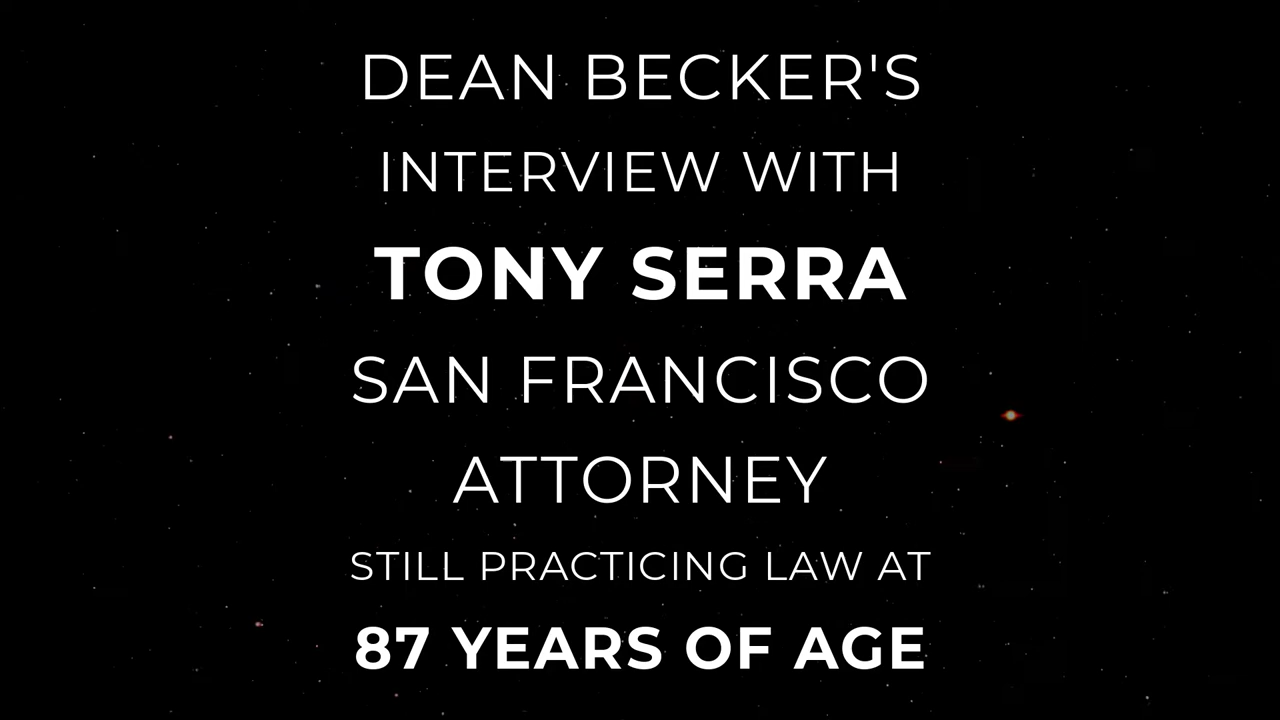 DEAN BECKER'S
INTERVIEW WITH
TONY SERRA
SAN FRANCISCO
ATTORNEY
STILL PRACTICING LAW AT
87 YEARS OF AGE